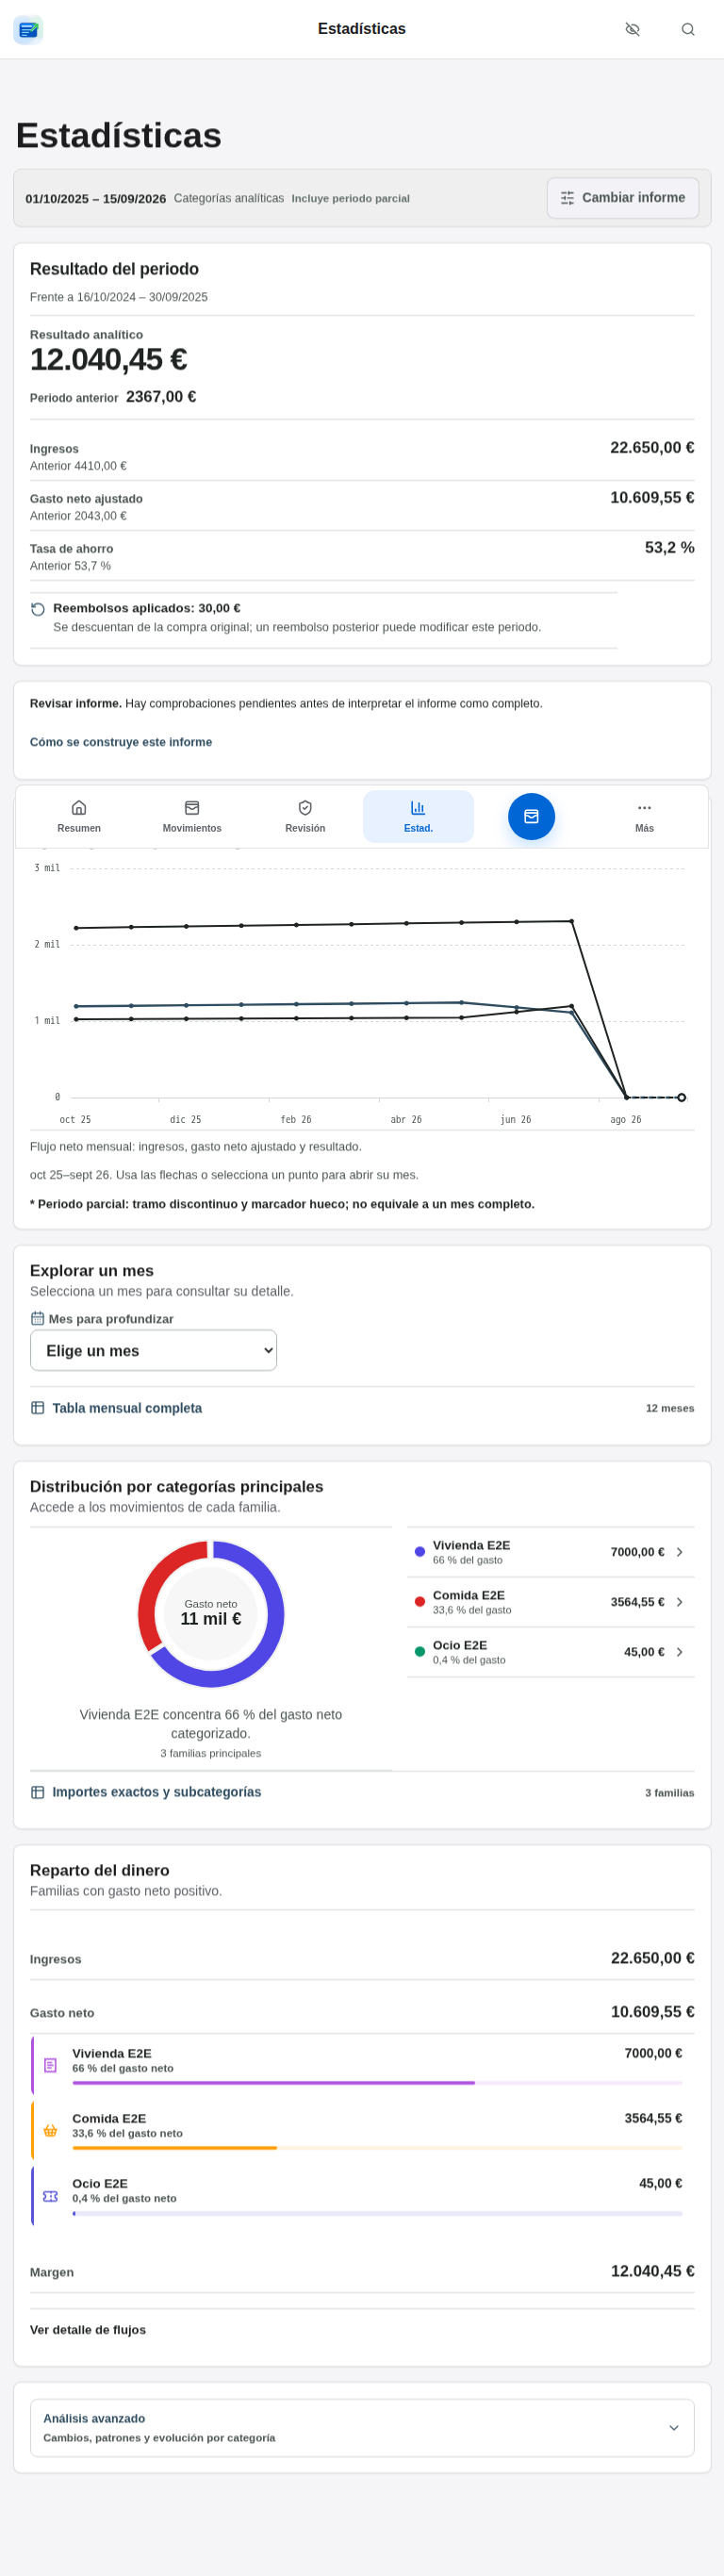 Estadísticas
Estadísticas
01/10/2025 – 15/09/2026 Categorías analíticas Incluye periodo parcial
Cambiar informe
Resultado del periodo
Frente a 16/10/2024 – 30/09/2025
Resultado analítico
12.040,45 €
Periodo anterior 2367,00 €
Ingresos 22.650,00 €
Anterior 4410,00 €
Gasto neto ajustado 10.609,55 €
Anterior 2043,00 €
Tasa de ahorro 53,2 %
Anterior 53,7 %
Reembolsos aplicados: 30,00 €
Se descuentan de la compra original; un reembolso posterior puede modificar este periodo.
Revisar informe. Hay comprobaciones pendientes antes de interpretar el informe como completo.
Cómo se construye este informe
Resumen Movimientos Revisión Estad. Más
3 mil
2 mil
1 mil
0
oct 25 dic 25 feb 26 abr 26 jun 26 ago 26
Flujo neto mensual: ingresos, gasto neto ajustado y resultado.
oct 25–sept 26. Usa las flechas o selecciona un punto para abrir su mes.
* Periodo parcial: tramo discontinuo y marcador hueco; no equivale a un mes completo.
Explorar un mes
Selecciona un mes para consultar su detalle.
Mes para profundizar
Elige un mes
Tabla mensual completa 12 meses
Distribución por categorías principales
Accede a los movimientos de cada familia.
Gasto neto
11 mil €
Vivienda E2E concentra 66 % del gasto neto
categorizado.
3 familias principales
Vivienda E2E 7000,00 €
66 % del gasto
Comida E2E 3564,55 €
33,6 % del gasto
Ocio E2E 45,00 €
0,4 % del gasto
Importes exactos y subcategorías 3 familias
Reparto del dinero
Familias con gasto neto positivo.
Ingresos 22.650,00 €
Gasto neto 10.609,55 €
Vivienda E2E 7000,00 €
66 % del gasto neto
Comida E2E 3564,55 €
33,6 % del gasto neto
Ocio E2E 45,00 €
0,4 % del gasto neto
Margen 12.040,45 €
Ver detalle de flujos
Análisis avanzado
Cambios, patrones y evolución por categoría